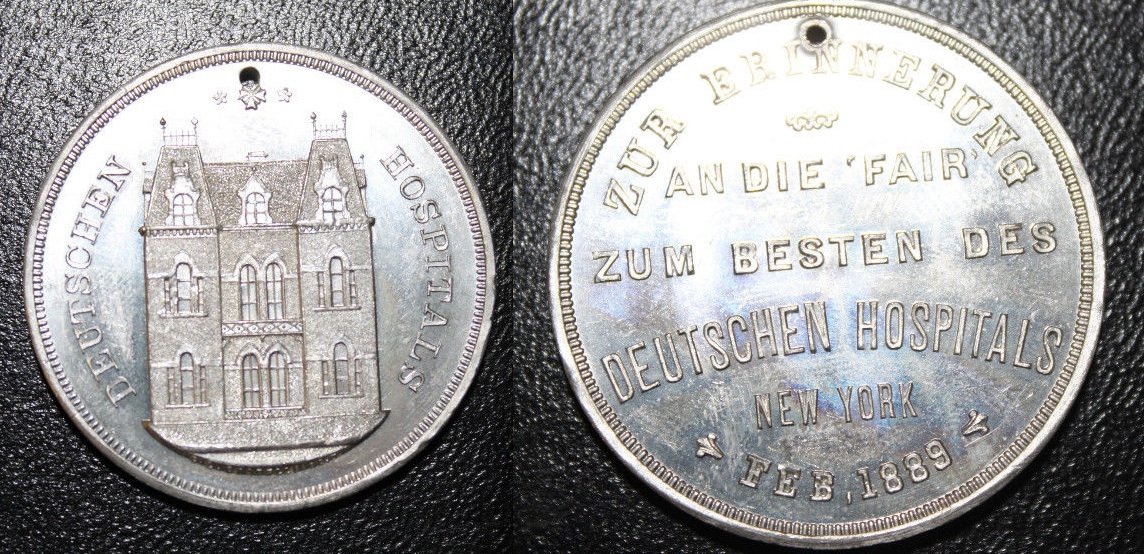 DEUTSCHEN HOSPITALS
ZUR ERINNERUNG
AN DIE 'FAIR'
ZUM BESTEN DES
DEUTSCHEN HOSPITALS
NEW YORK
FEB, 1889